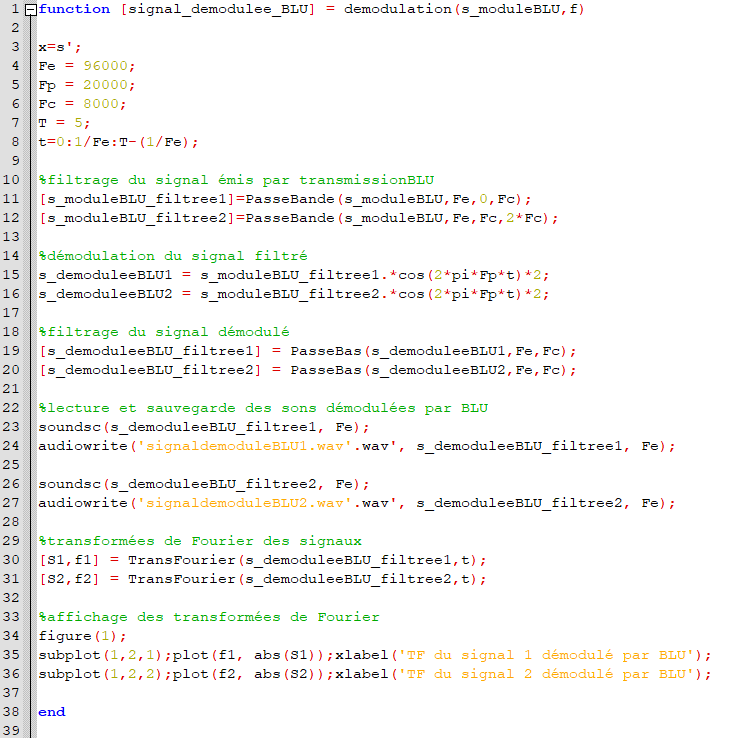 1 function [signal_demodulee_BLU] = demodulation(s_moduleBLU,f)
2
3 x=s';
4 Fe = 96000;
5 Fp = 20000;
6 Fc = 8000;
7 T = 5;
8 t=0:1/Fe:T-(1/Fe);
9
10 %filtrage du signal émis par transmissionBLU
11 [s_moduleBLU_filtree1]=PasseBande(s_moduleBLU,Fe,0,Fc);
12 [s_moduleBLU_filtree2]=PasseBande(s_moduleBLU,Fe,Fc,2*Fc);
13
14 %démodulation du signal filtré
15 s_demoduleeBLU1 = s_moduleBLU_filtree1.*cos(2*pi*Fp*t)*2;
16 s_demoduleeBLU2 = s_moduleBLU_filtree2.*cos(2*pi*Fp*t)*2;
17
18 %filtrage du signal démodulé
19 [s_demoduleeBLU_filtree1] = PasseBas(s_demoduleeBLU1,Fe,Fc);
20 [s_demoduleeBLU_filtree2] = PasseBas(s_demoduleeBLU2,Fe,Fc);
21
22 %lecture et sauvegarde des sons démodulées par BLU
23 soundsc(s_demoduleeBLU_filtree1, Fe);
24 audiowrite('signaldemoduleBLU1.wav'.wav', s_demoduleeBLU_filtree1, Fe);
25
26 soundsc(s_demoduleeBLU_filtree2, Fe);
27 audiowrite('signaldemoduleBLU2.wav'.wav', s_demoduleeBLU_filtree2, Fe);
28
29 %transformées de Fourier des signaux
30 [S1,f1] = TransFourier(s_demoduleeBLU_filtree1,t);
31 [S2,f2] = TransFourier(s_demoduleeBLU_filtree2,t);
32
33 %affichage des transformées de Fourier
34 figure(1);
35 subplot(1,2,1);plot(f1, abs(S1));xlabel('TF du signal 1 démodulé par BLU');
36 subplot(1,2,2);plot(f2, abs(S2));xlabel('TF du signal 2 démodulé par BLU');
37
38 end
39